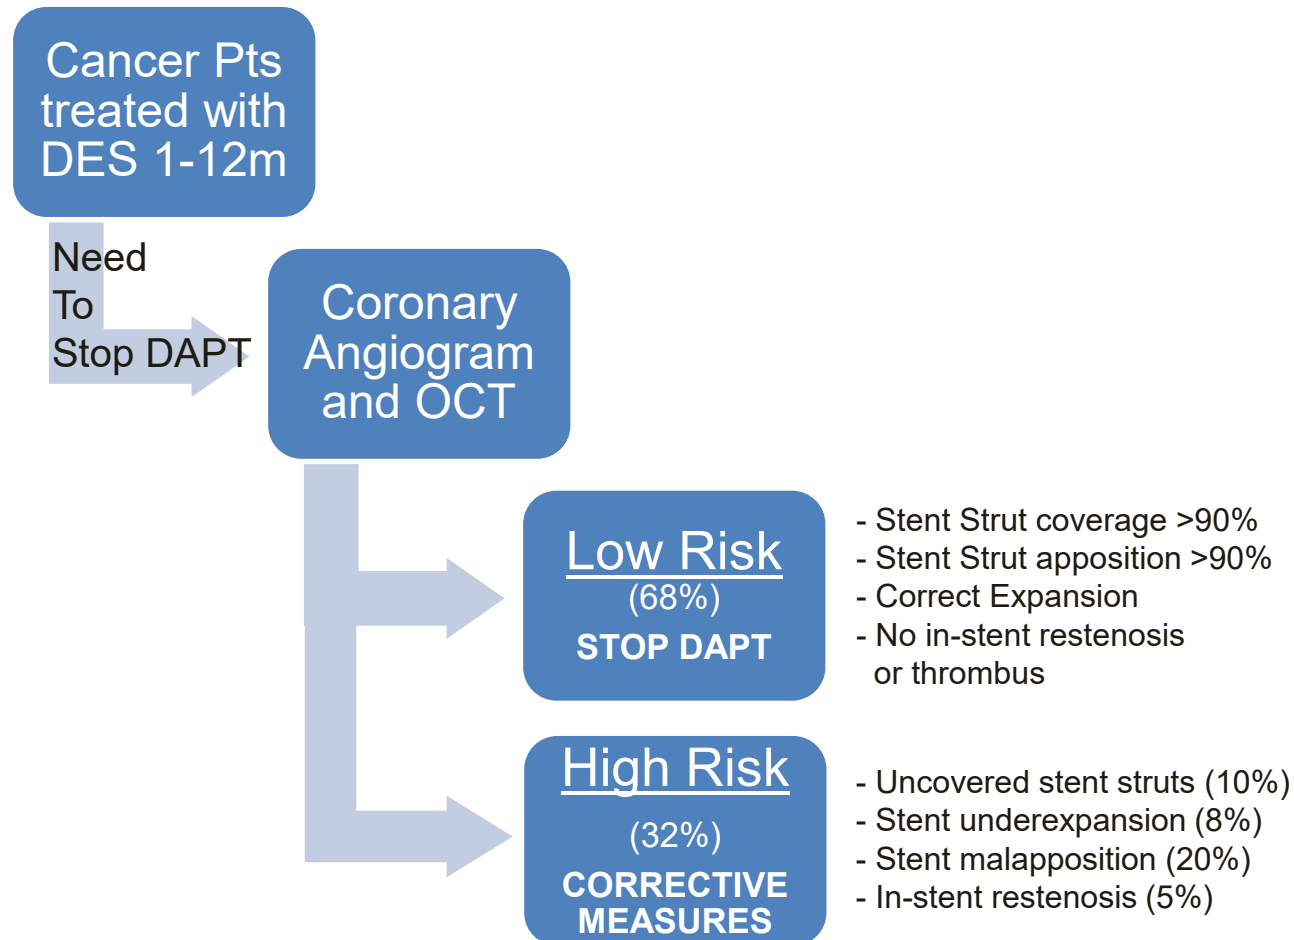 Cancer Pts
treated with
DES 1-12m
Need
To
Stop DAPT
Coronary
Angiogram
and OCT
Low Risk
(68%)
STOP DAPT
- Stent Strut coverage >90%
- Stent Strut apposition >90%
- Correct Expansion
- No in-stent restenosis
or thrombus
High Risk
(32%)
CORRECTIVE
MEASURES
- Uncovered stent struts (10%)
- Stent underexpansion (8%)
- Stent malapposition (20%)
- In-stent restenosis (5%)